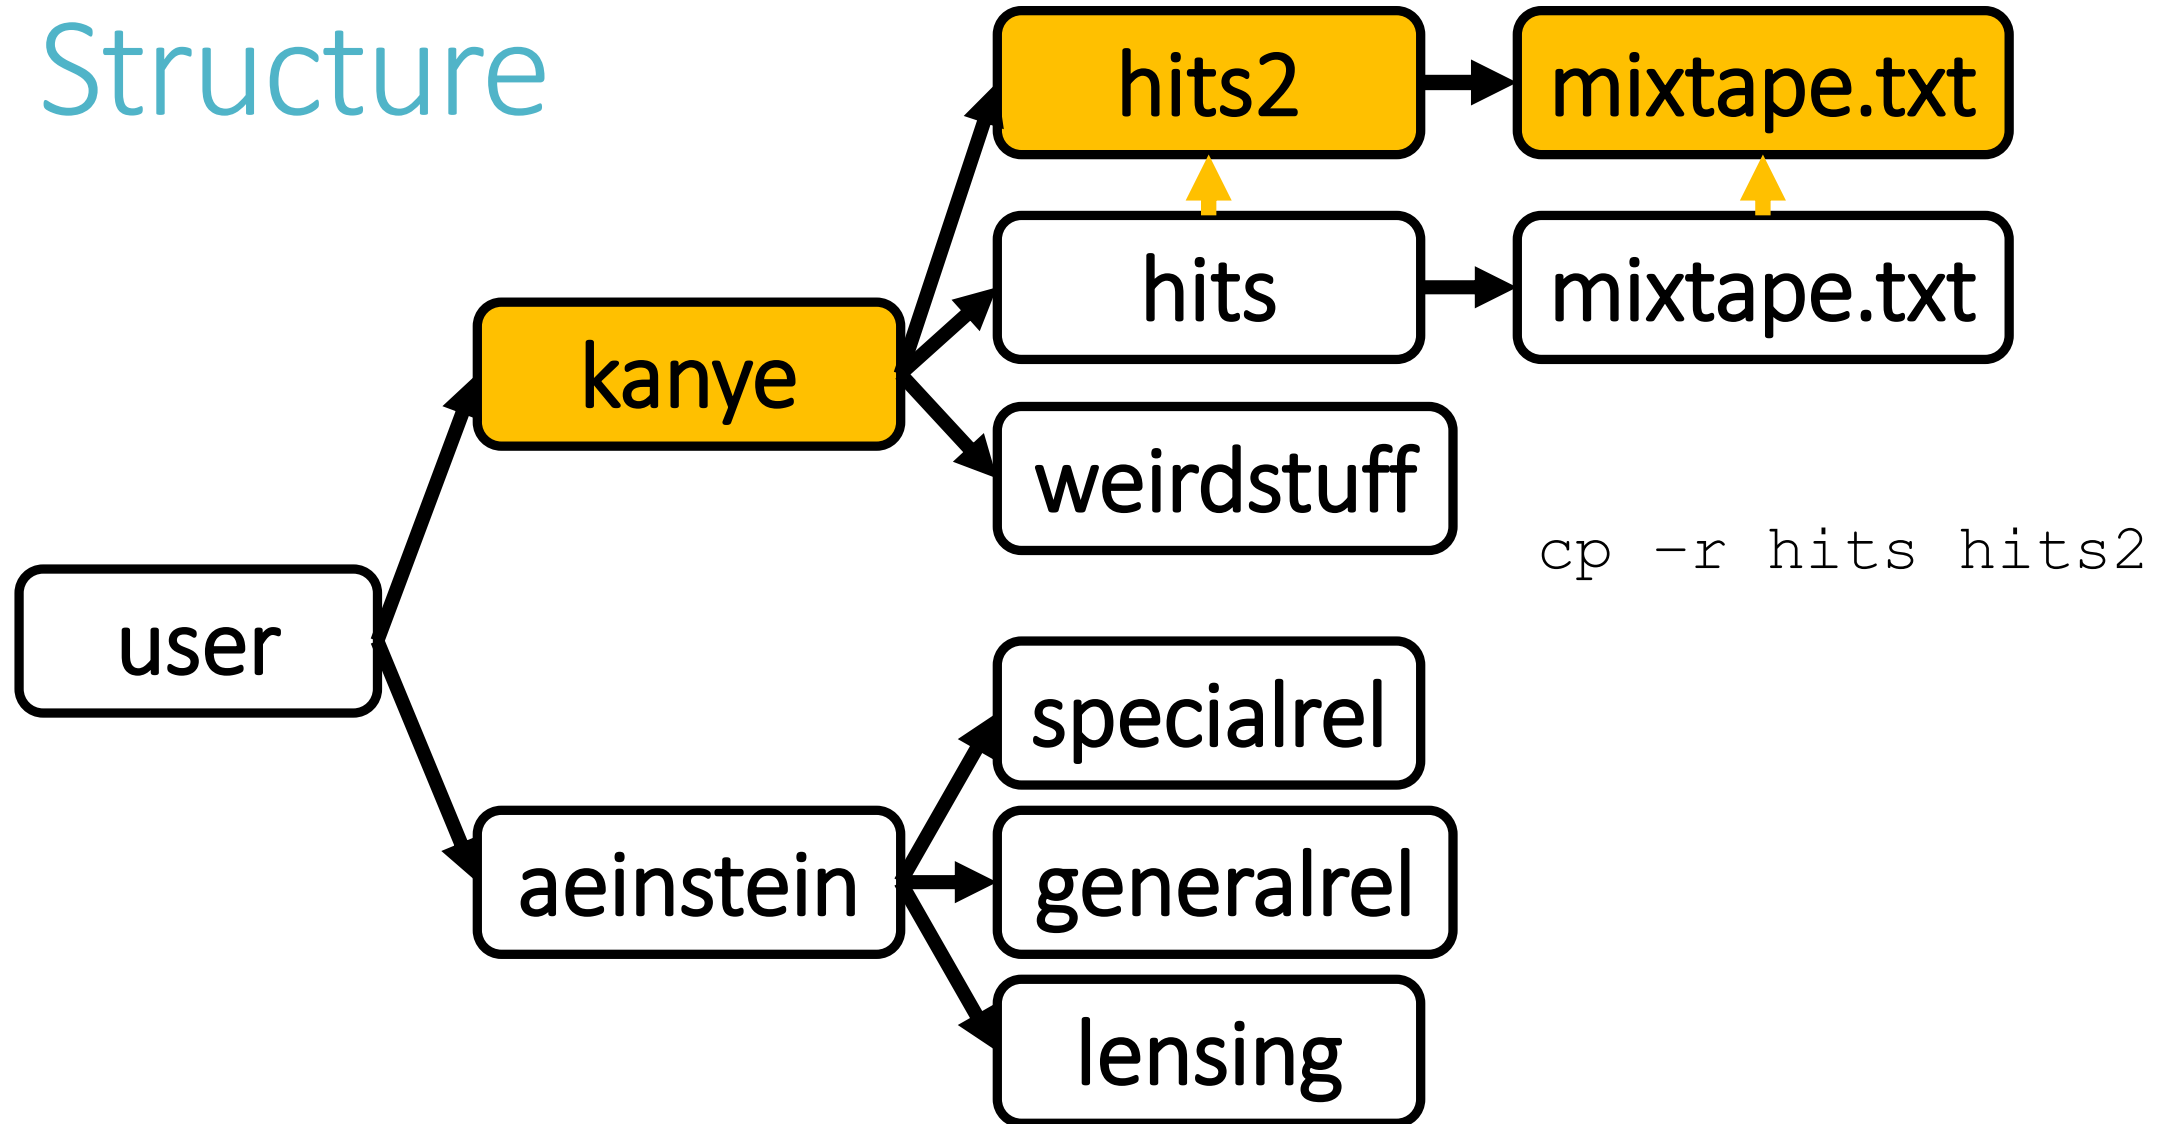 Structure
hits2
mixtape.txt
hits
mixtape.txt
kanye
weirdstuff
cp -r hits hits2
user
specialrel
aeinstein
generalrel
lensing